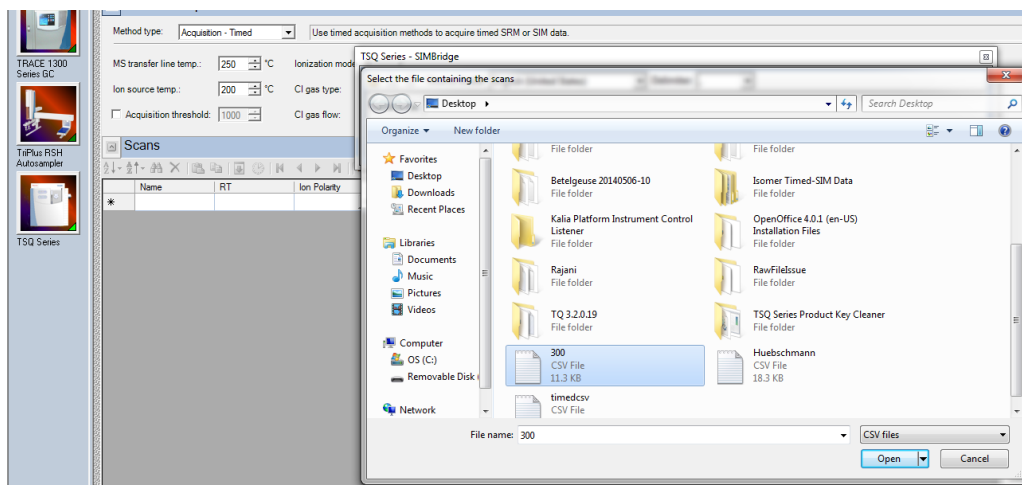 Method type: Acquisition - Timed Use timed acquisition methods to acquire timed SRM or SIM data.
TRACE 1300
Series GC
MS transfer line temp.: 250 °C Ionization mode
Ion source temp.: 200 °C CI gas type:
Acquisition threshold: 1000 CI gas flow:
TriPlus RSH
Autosampler
Scans
Name RT Ion Polarity
TSQ Series
TSQ Series - SIMBridge
Select the file containing the scans
Desktop
Search Desktop
Organize New folder
Favorites
Desktop
Downloads
Recent Places
Libraries
Documents
Music
Pictures
Videos
Computer
OS (C:)
Removable Disk
Network
File folder
File folder
Betelgeuse 20140506-10
File folder
Isomer Timed-SIM Data
File folder
Kalia Platform Instrument Control
Listener
File folder
OpenOffice 4.0.1 (en-US)
Installation Files
File folder
Rajani
File folder
RawFileIssue
File folder
TQ 3.2.0.19
File folder
TSQ Series Product Key Cleaner
File folder
300
CSV File
11.3 KB
Huebschmann
CSV File
18.3 KB
timedcsv
CSV File
File name: 300 CSV files
Open Cancel